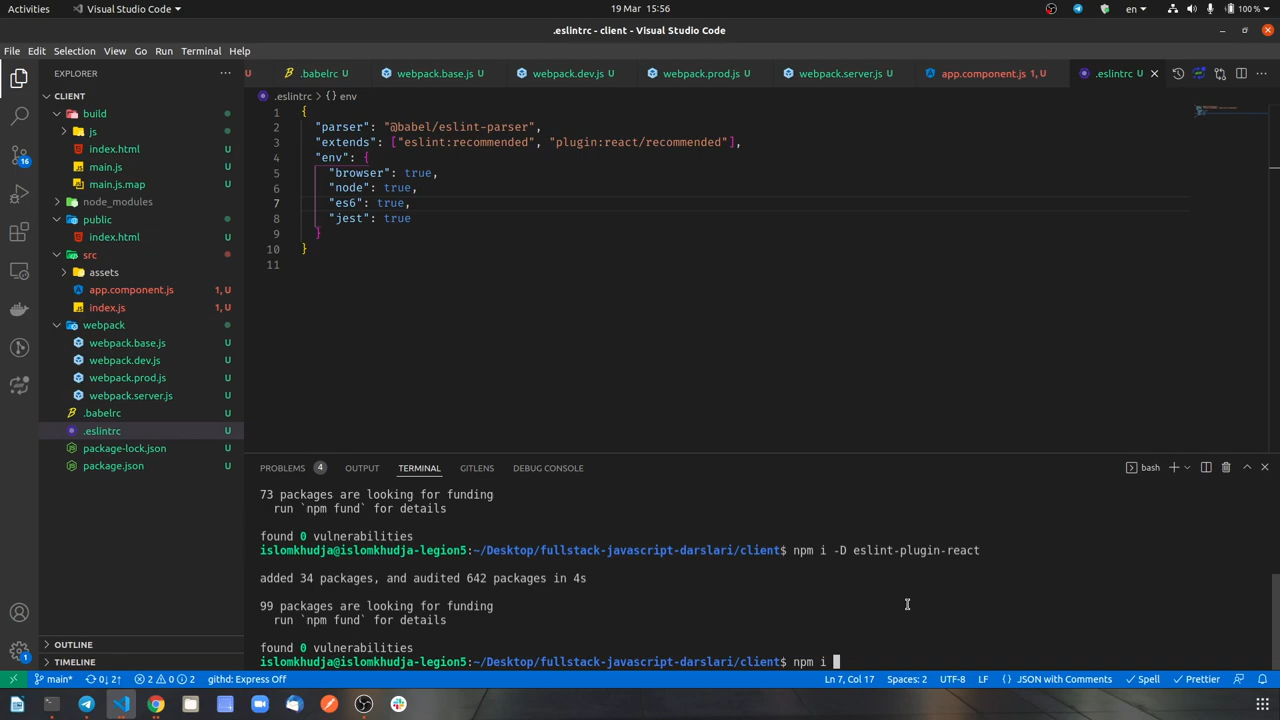 Activities
Visual Studio Code
19 Mar 15:56
en
100 %
.eslintrc - client - Visual Studio Code
File Edit Selection View Go Run Terminal Help
EXPLORER
U
.babelrc U
webpack.base.js U
webpack.dev.js U
webpack.prod.js U
webpack.server.js U
app.component.js 1, U
.eslintrc U
.eslintrc > {} env
CLIENT
build
js
index.html U
main.js U
main.js.map U
node_modules
public
index.html U
src
assets
app.component.js 1, U
index.js 1, U
webpack
webpack.base.js U
webpack.dev.js U
webpack.prod.js U
webpack.server.js U
.babelrc U
.eslintrc U
package-lock.json U
package.json U
OUTLINE
TIMELINE
16
1
1 {
2 "parser": "@babel/eslint-parser",
3 "extends": ["eslint:recommended", "plugin:react/recommended"],
4 "env": {
5 "browser": true,
6 "node": true,
7 "es6": true,
8 "jest": true
9 }
10 }
11
PROBLEMS 4 OUTPUT TERMINAL GITLENS DEBUG CONSOLE
bash
73 packages are looking for funding
run `npm fund` for details
found 0 vulnerabilities
islomkhudja@islomkhudja-legion5:~/Desktop/fullstack-javascript-darslari/client$ npm i -D eslint-plugin-react
added 34 packages, and audited 642 packages in 4s
99 packages are looking for funding
run `npm fund` for details
found 0 vulnerabilities
islomkhudja@islomkhudja-legion5:~/Desktop/fullstack-javascript-darslari/client$ npm i
main* 0↓ 2↑ 2 0 2 githd: Express Off
Ln 7, Col 17 Spaces: 2 UTF-8 LF {} JSON with Comments ✓ Spell ✓ Prettier